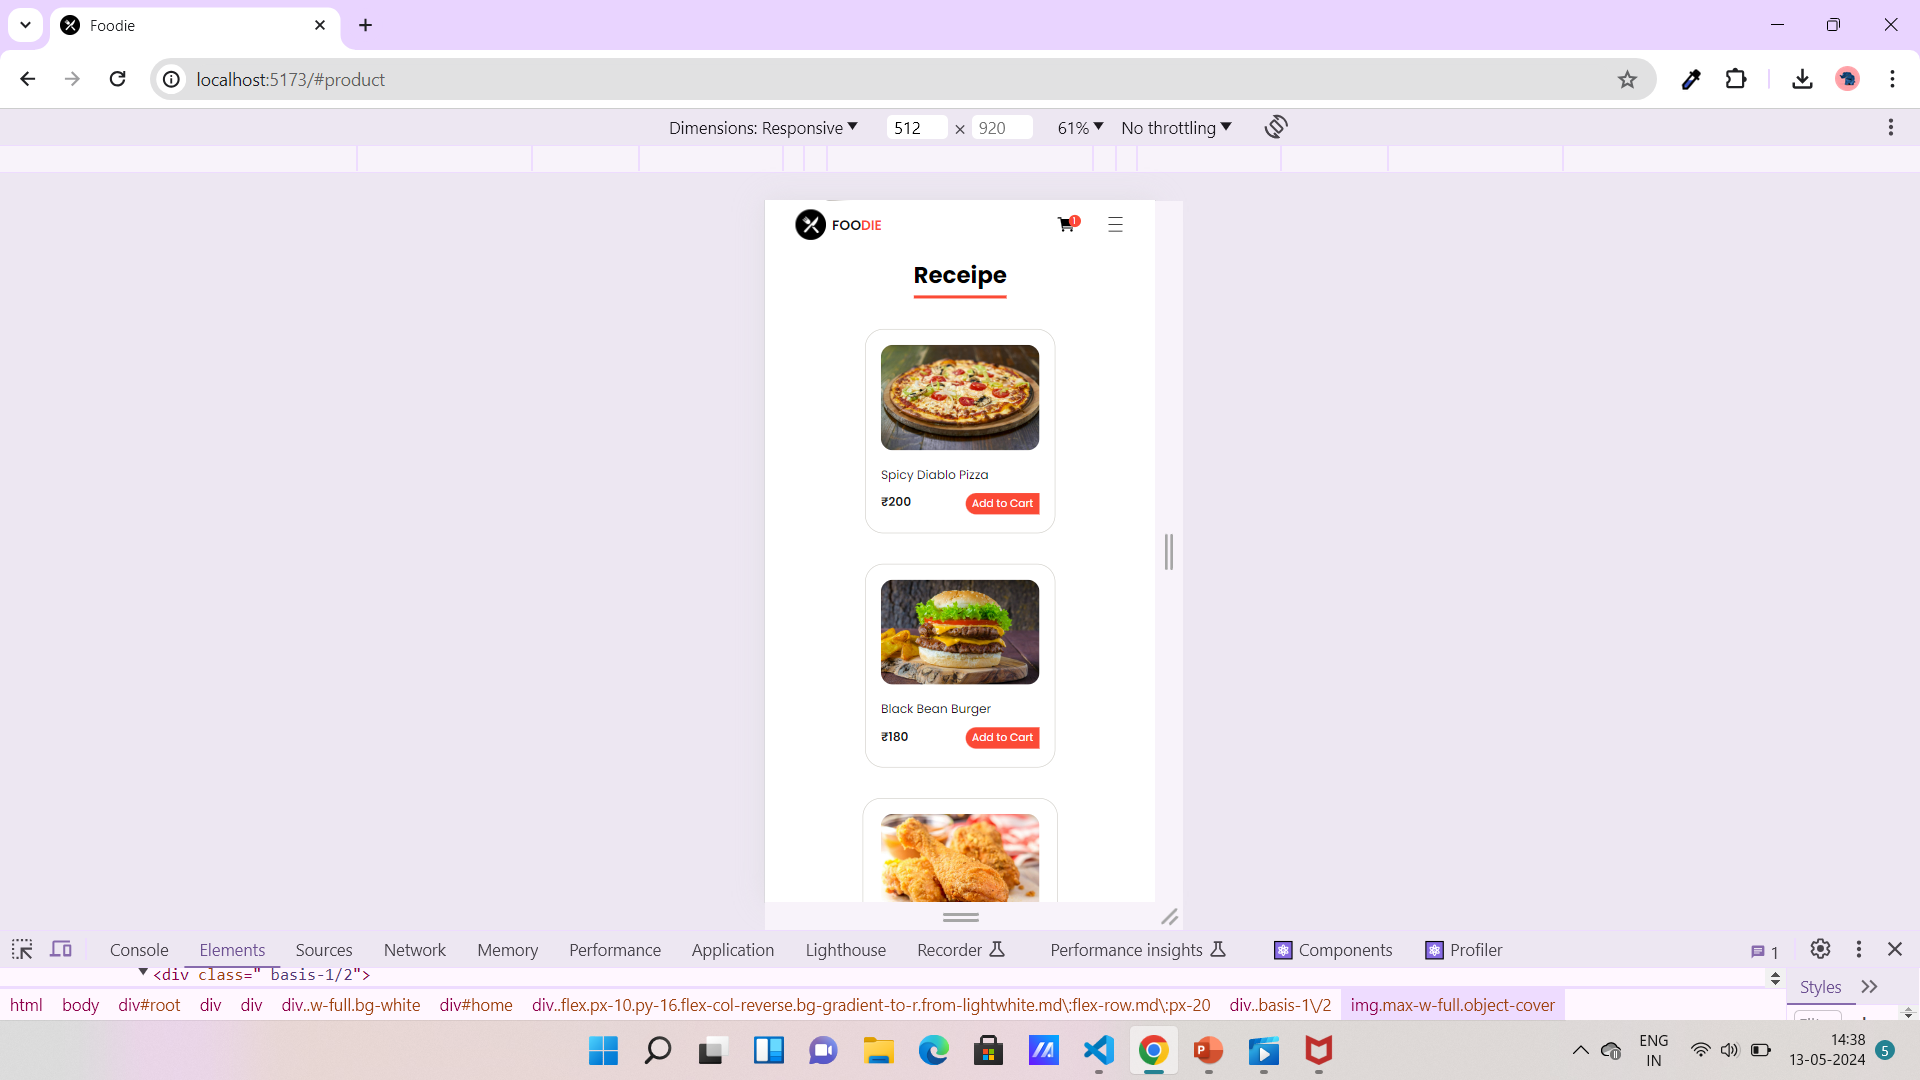 Foodie
localhost:5173/#product
Dimensions: Responsive 512 × 920 61% No throttling
FOODIE 1
Receipe
Spicy Diablo Pizza
₹200 Add to Cart
Black Bean Burger
₹180 Add to Cart
Console Elements Sources Network Memory Performance Application Lighthouse Recorder Performance insights Components Profiler 1
<div class=" basis-1/2">
Styles
html body div#root div div div..w-full.bg-white div#home div..flex.px-10.py-16.flex-col-reverse.bg-gradient-to-r.from-lightwhite.md\:flex-row.md\:px-20 div..basis-1\/2 img.max-w-full.object-cover
ENG
IN
14:38
13-05-2024
5